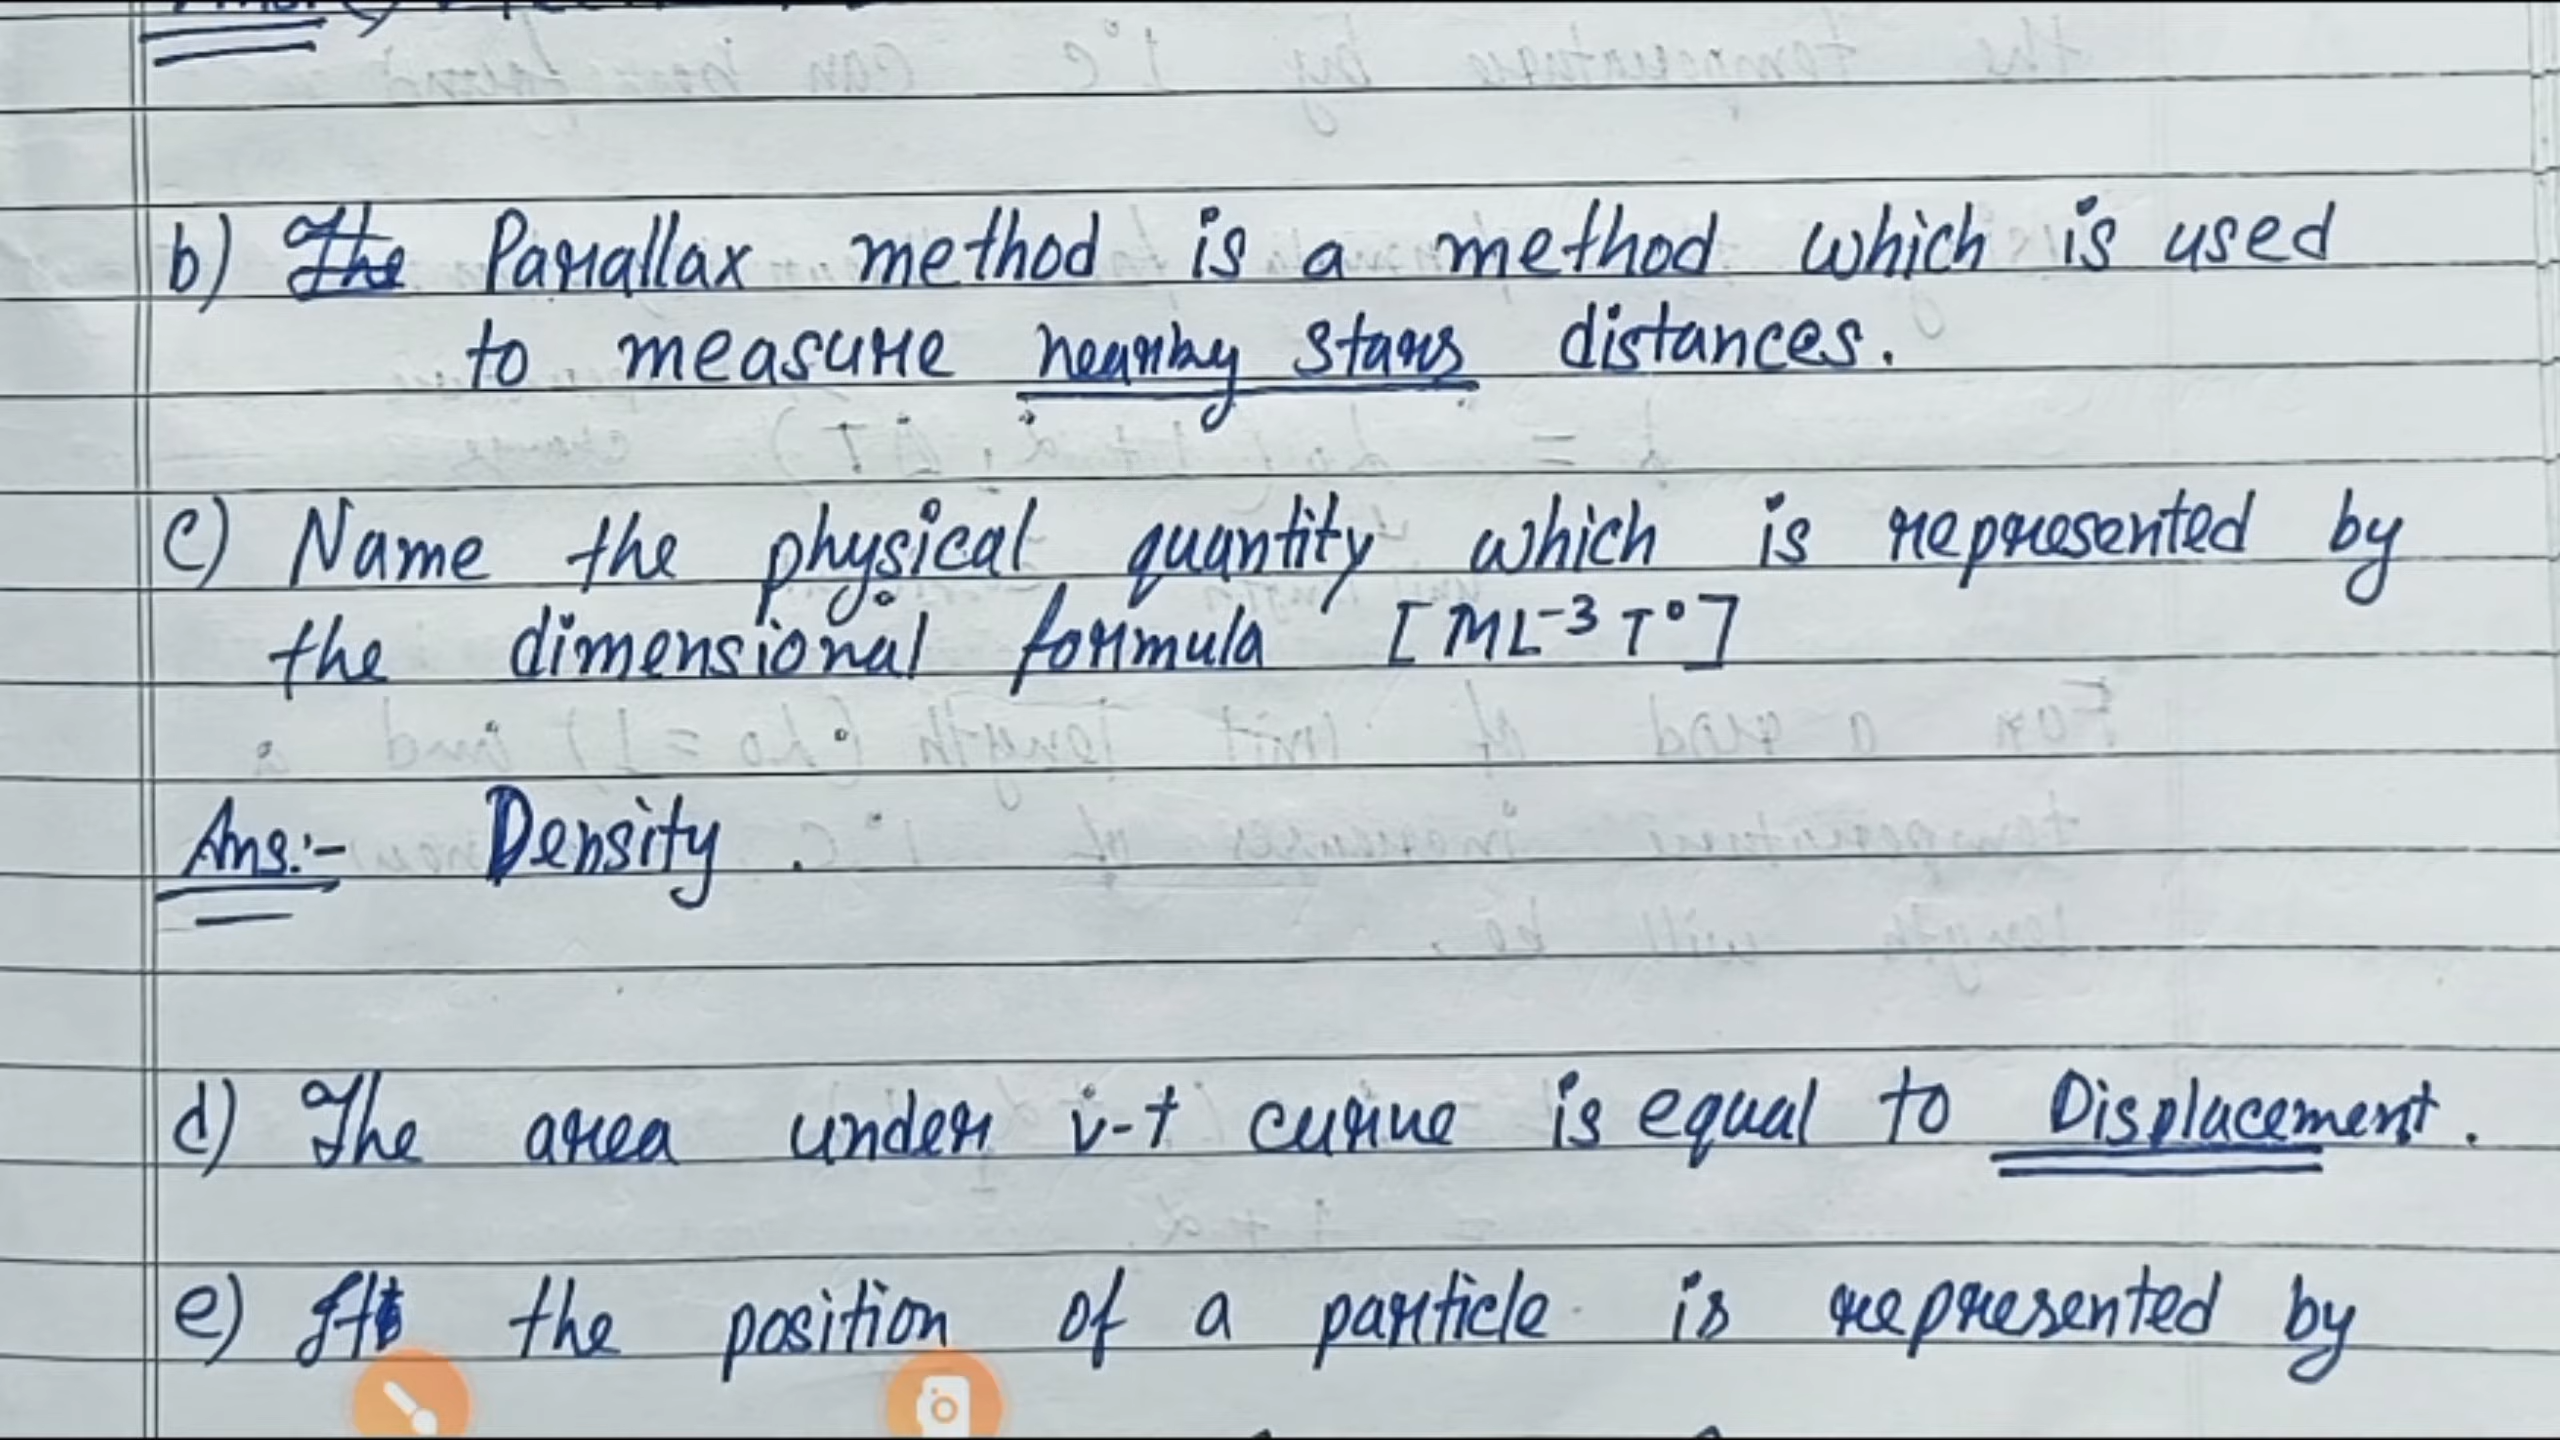 b) The Parallax method is a method which is used
to measure nearby stars distances.
c) Name the physical quantity which is represented by
the dimensional formula [ML⁻³T⁰]
Ans:- Density.
d) The area under v-t curve is equal to Displacement.
e) If the position of a particle is represented by